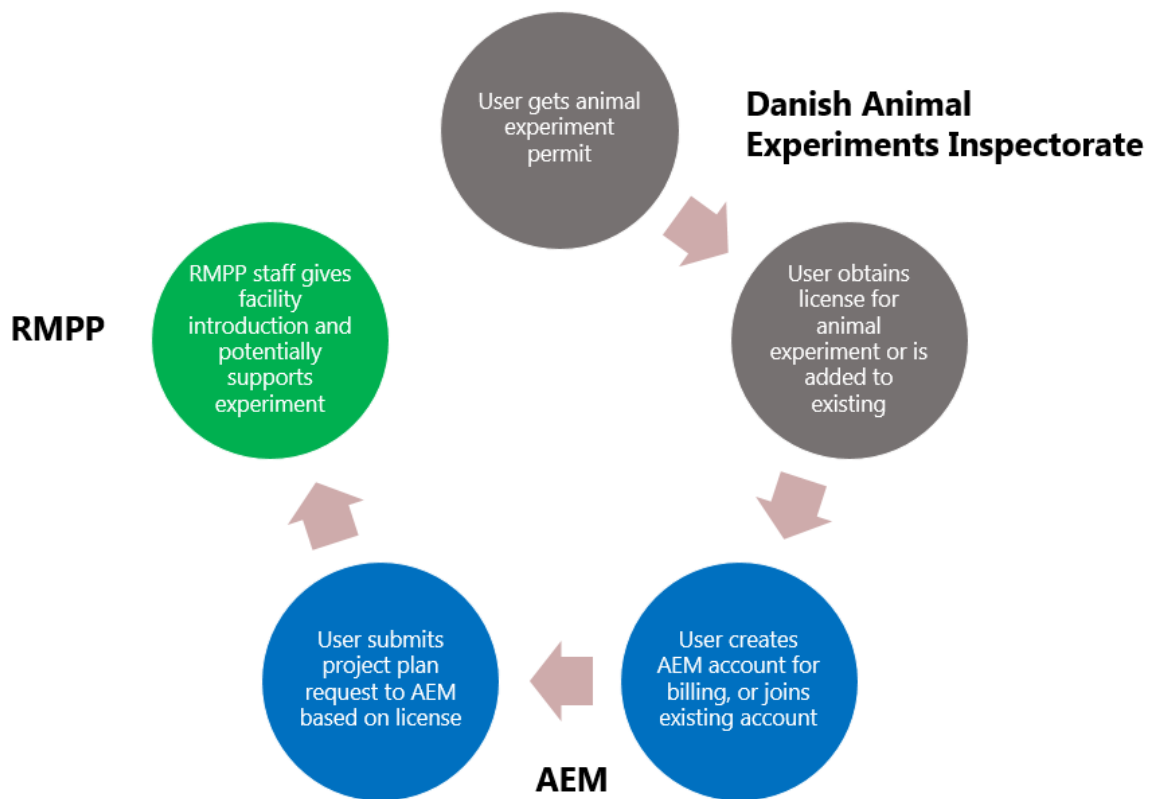 User gets animal
experiment
permit
Danish Animal
Experiments Inspectorate
User obtains
license for
animal
experiment or is
added to
existing
User creates
AEM account for
billing, or joins
existing account
AEM
User submits
project plan
request to AEM
based on license
RMPP staff gives
facility
introduction and
potentially
supports
experiment
RMPP